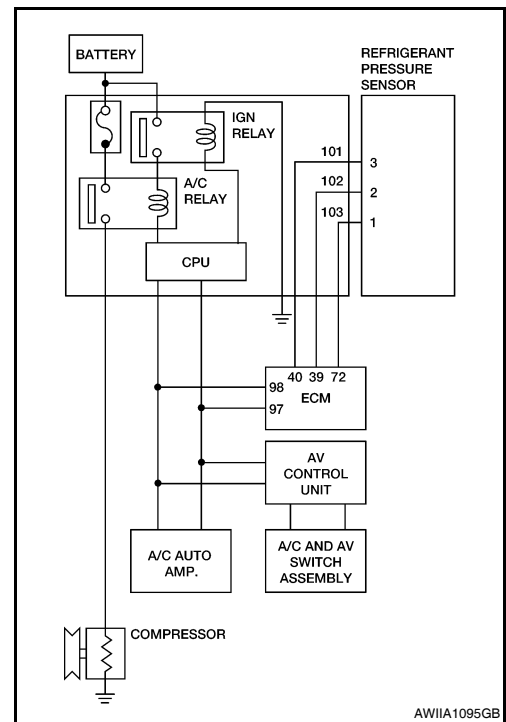 BATTERY
REFRIGERANT
PRESSURE
SENSOR
IGN
RELAY
101
3
102
2
A/C
RELAY
103
1
CPU
40 39 72
98
ECM
97
AV
CONTROL
UNIT
A/C AUTO
AMP.
A/C AND AV
SWITCH
ASSEMBLY
COMPRESSOR
AWIIA1095GB